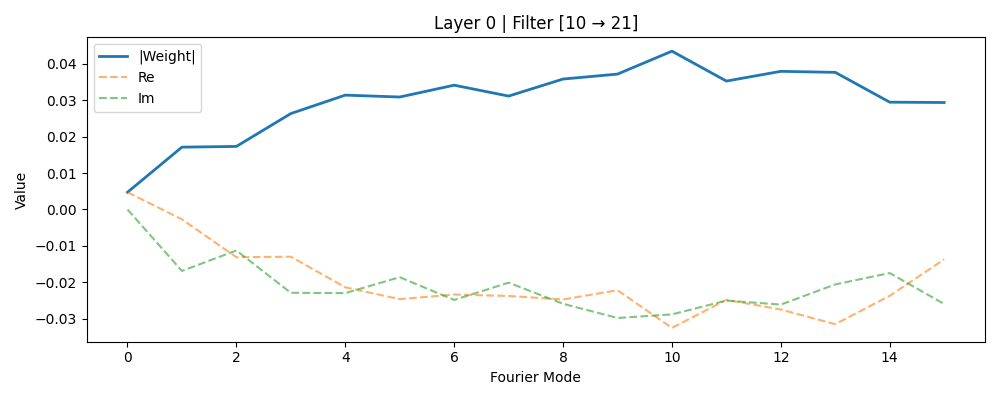 Layer 0 | Filter [10 → 21]
|Weight|
Re
Im
0.04
0.03
0.02
0.01
0.00
−0.01
−0.02
−0.03
Value
0 2 4 6 8 10 12 14
Fourier Mode